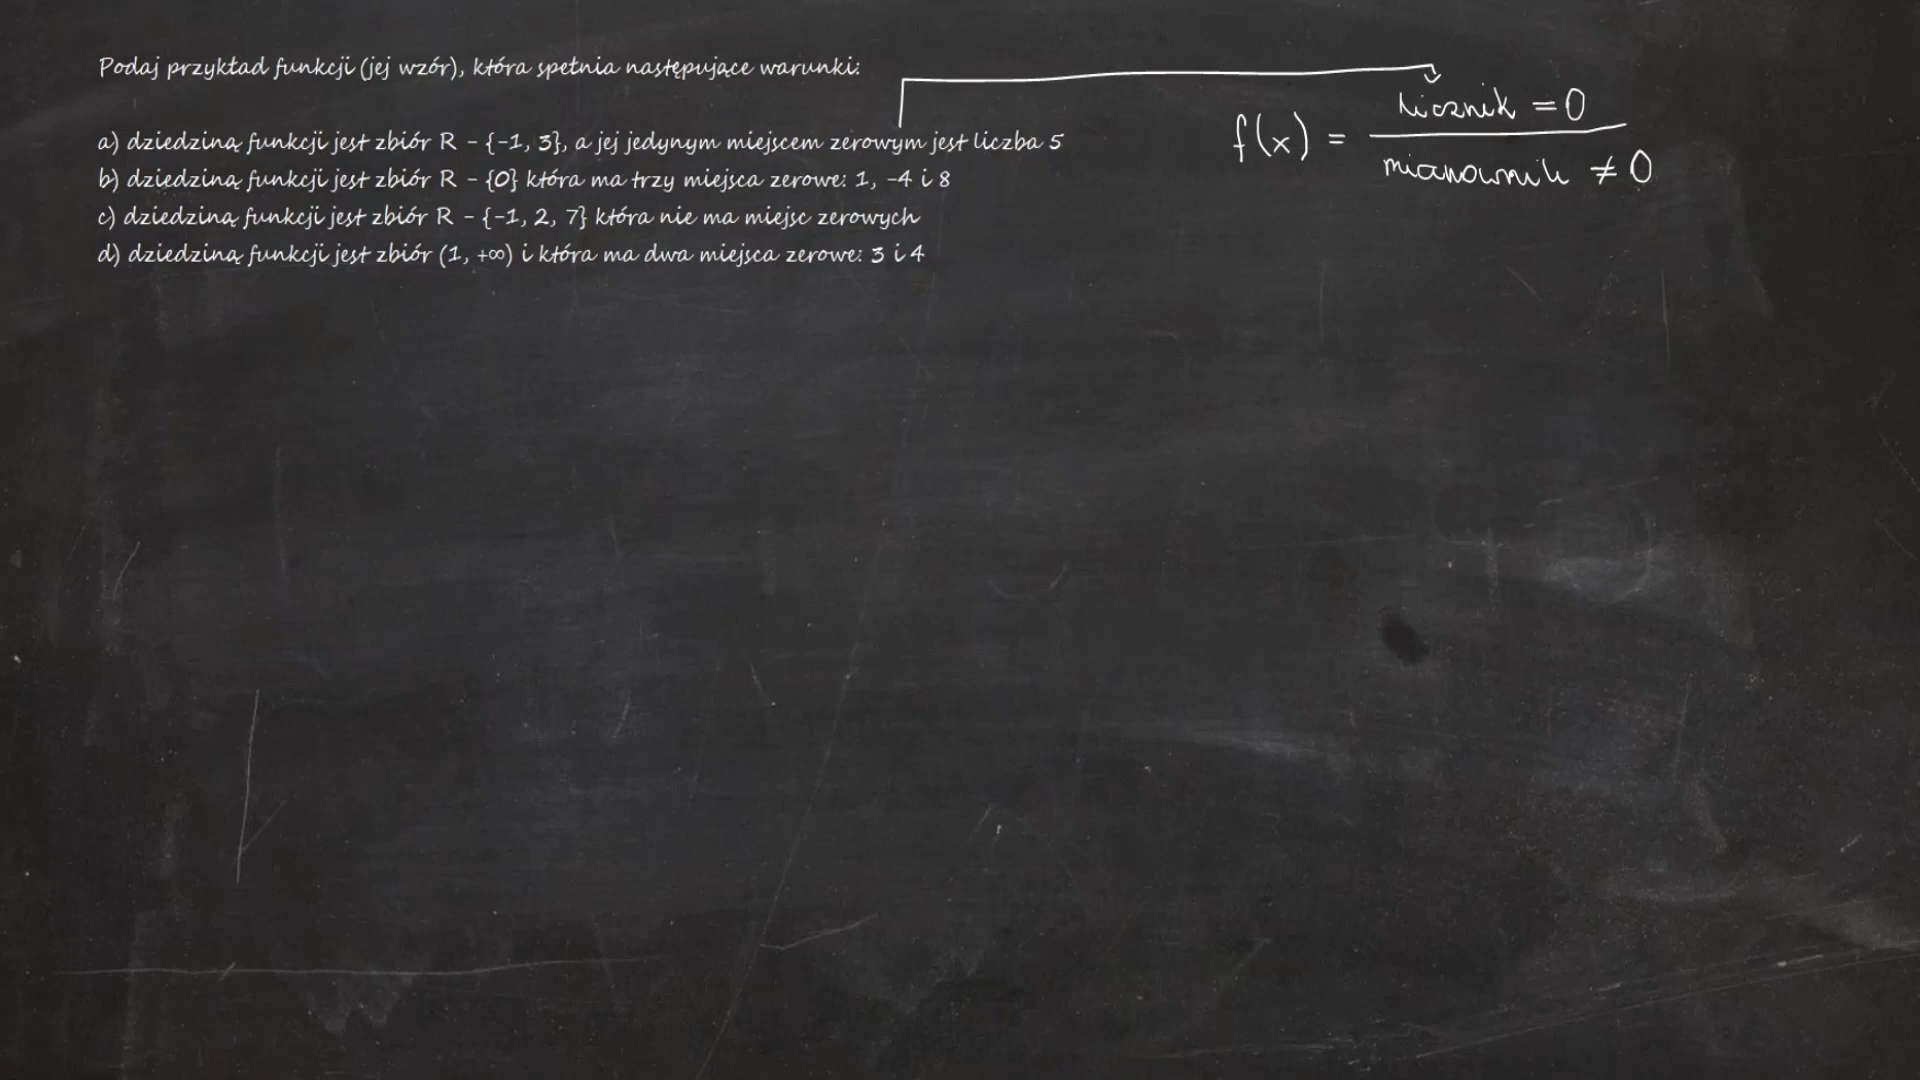 Podaj przykład funkcji (jej wzór), która spełnia następujące warunki:
a) dziedziną funkcji jest zbiór R - {-1, 3}, a jej jedynym miejscem zerowym jest liczba 5
b) dziedziną funkcji jest zbiór R - {0} która ma trzy miejsca zerowe: 1, -4 i 8
c) dziedziną funkcji jest zbiór R - {-1, 2, 7} która nie ma miejsc zerowych
d) dziedziną funkcji jest zbiór (1, +∞) i która ma dwa miejsca zerowe: 3 i 4
licznik = 0
f(x) =
mianownik ≠ 0